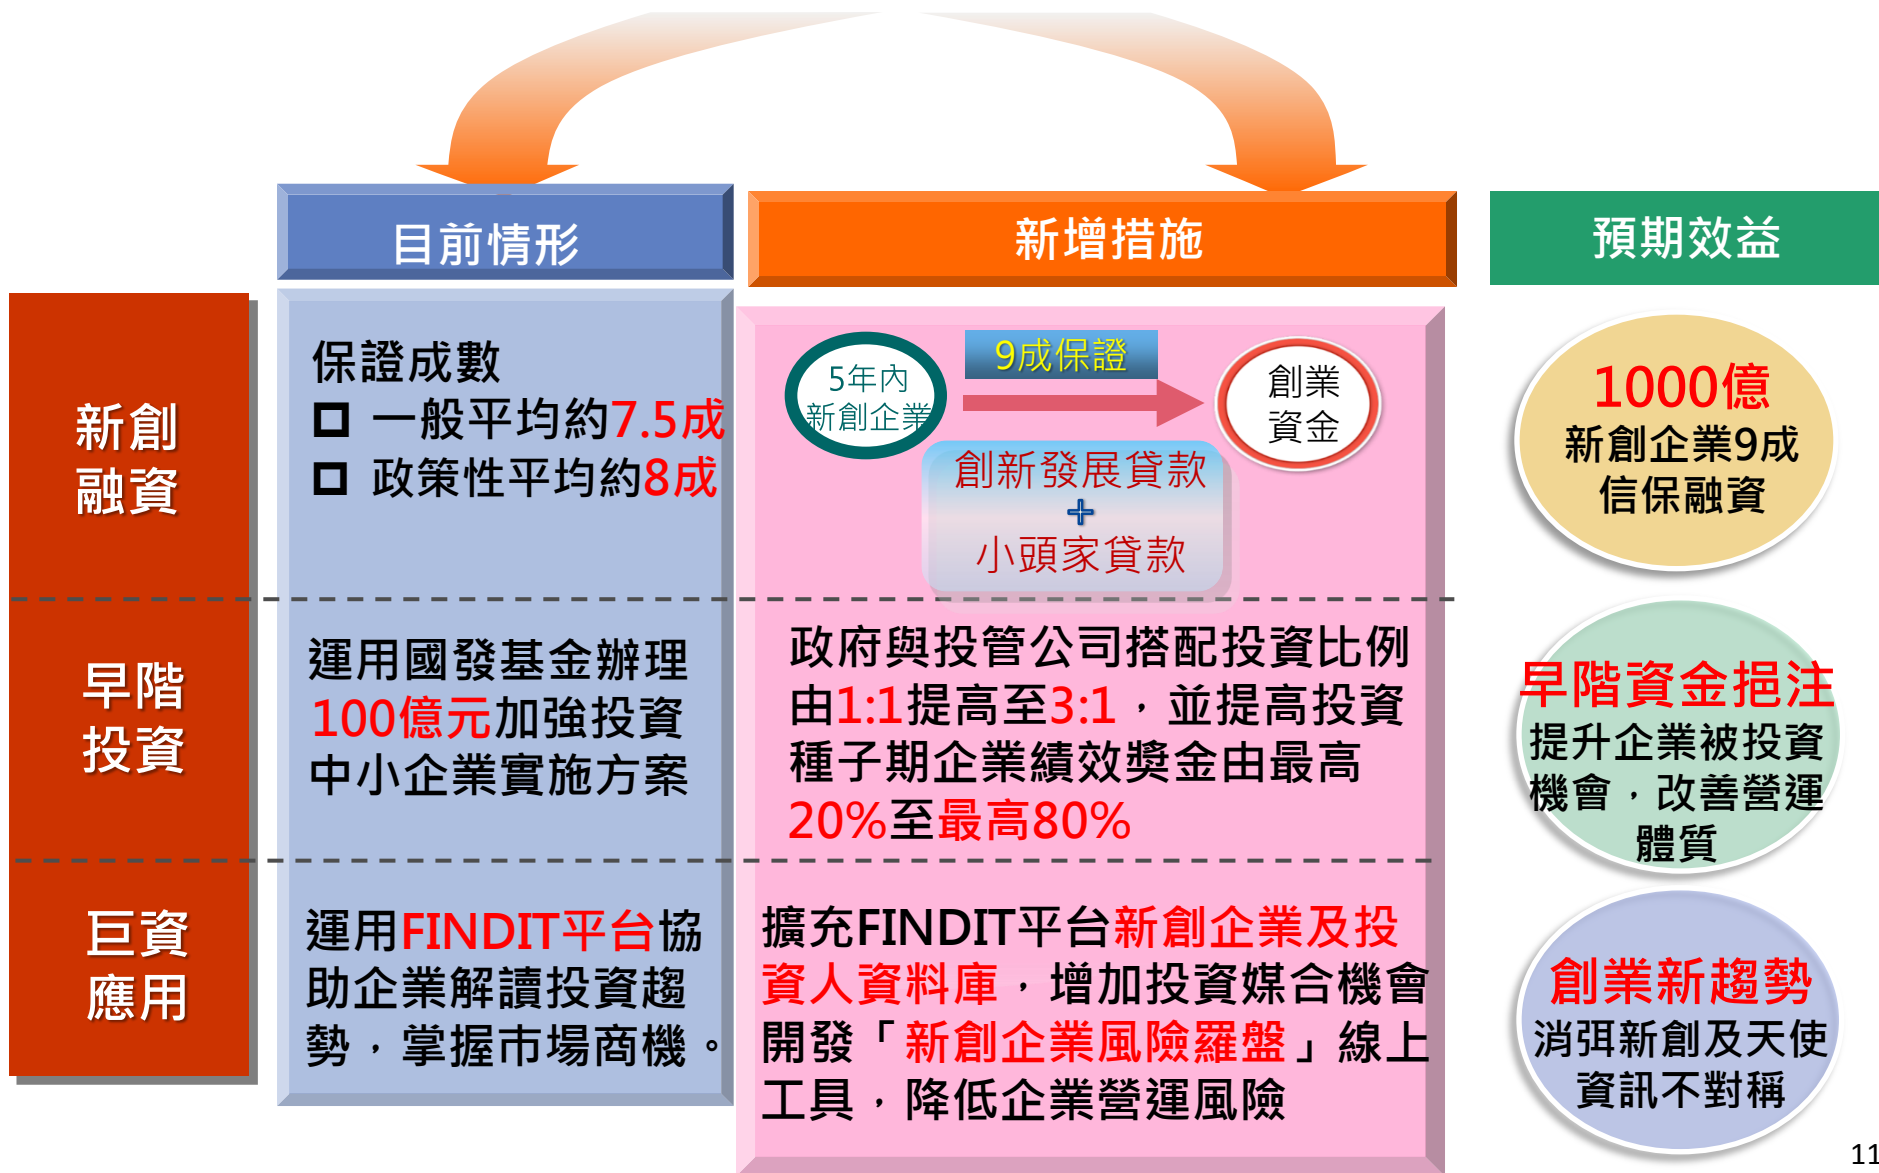 目前情形
新增措施
預期效益
新創
融資
保證成數
一般平均約7.5成
政策性平均約8成
5年內
新創企業
9成保證
創業
資金
創新發展貸款
+
小頭家貸款
1000億
新創企業9成
信保融資
早階
投資
運用國發基金辦理
100億元加強投資
中小企業實施方案
政府與投管公司搭配投資比例
由1:1提高至3:1，並提高投資
種子期企業績效獎金由最高
20%至最高80%
早階資金挹注
提升企業被投資
機會，改善營運
體質
巨資
應用
運用FINDIT平台協
助企業解讀投資趨
勢，掌握市場商機。
擴充FINDIT平台新創企業及投
資人資料庫，增加投資媒合機會
開發「新創企業風險羅盤」線上
工具，降低企業營運風險
創業新趨勢
消弭新創及天使
資訊不對稱
11